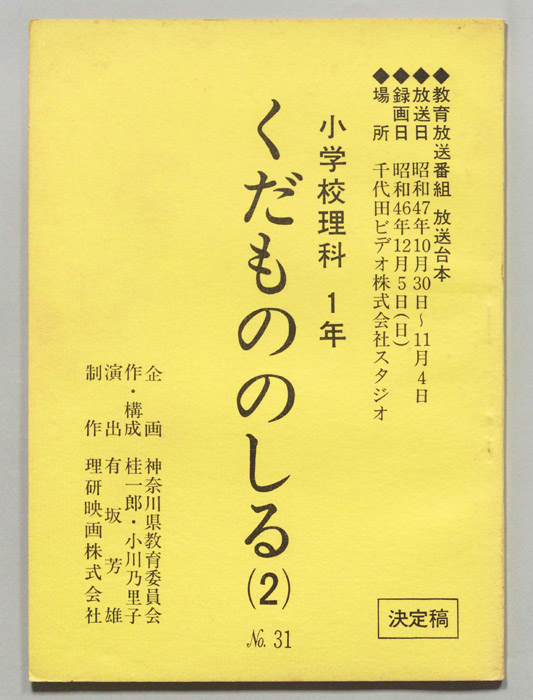 ◆教育放送番組 放送台本
◆放送日 昭和47年10月30日～11月4日
◆録画日 昭和46年12月5日(日)
◆場所 千代田ビデオ株式会社スタジオ
小学校理科 1年
くだもののしる(2)
No. 31
企画 神奈川県教育委員会
作・構成 桂一郎・小川乃里子
演出 有坂芳雄
制作 理研映画株式会社
決定稿